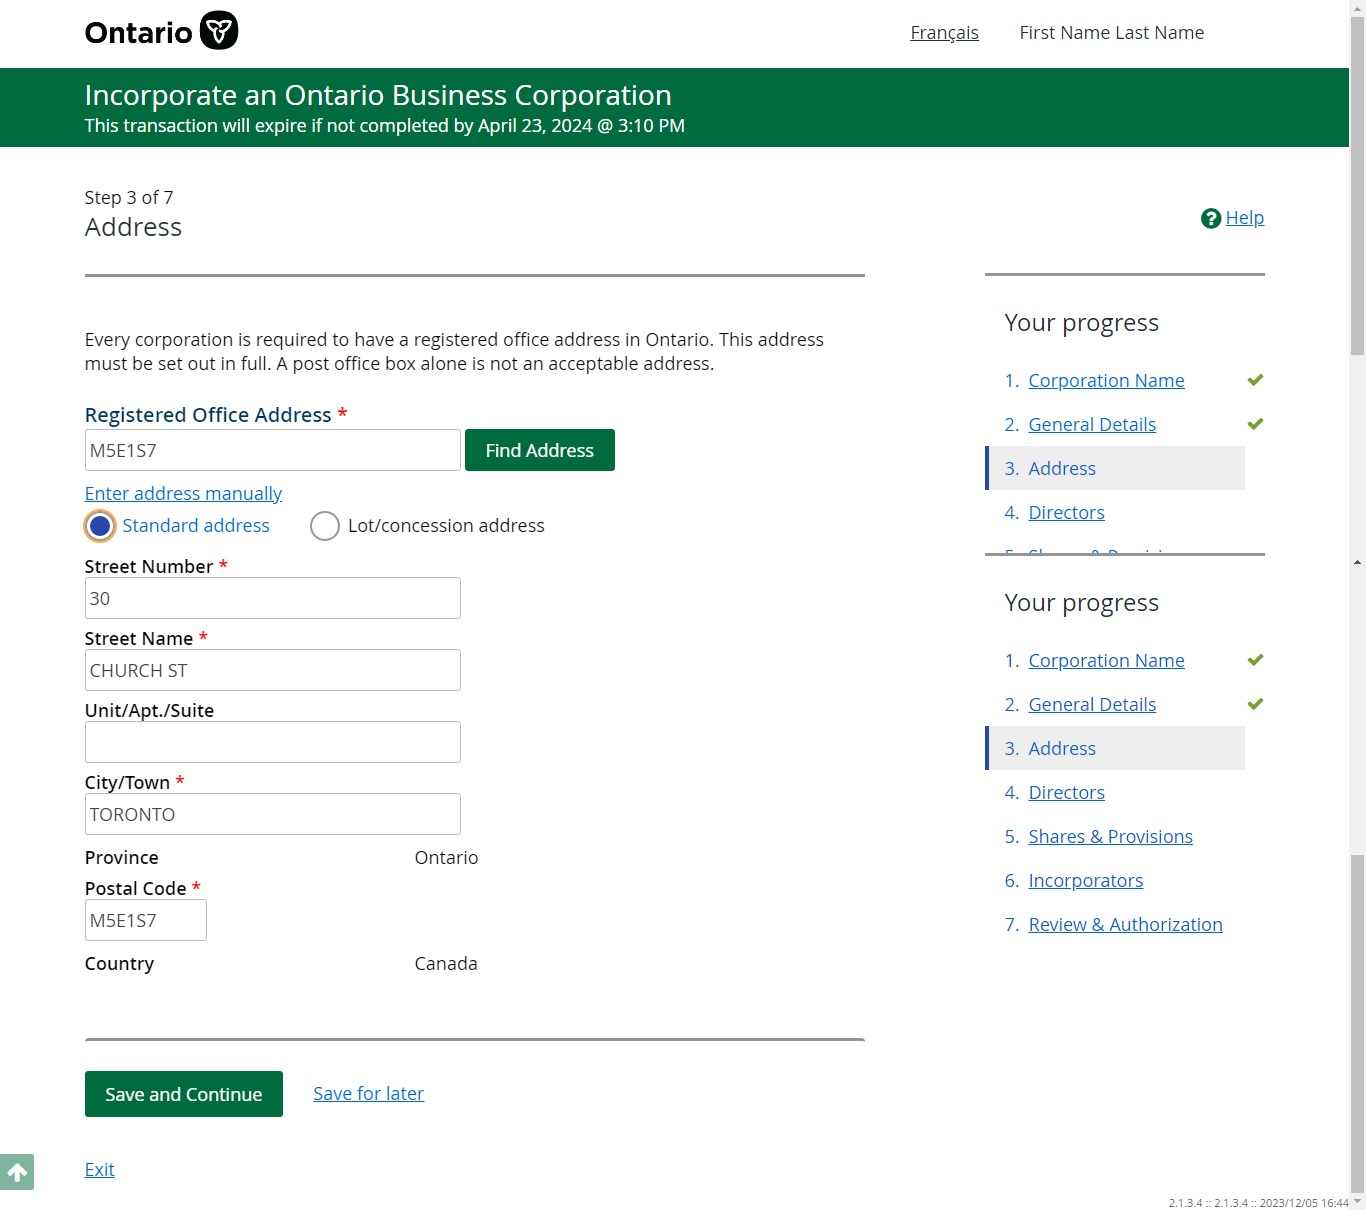 Ontario
Français
First Name Last Name
Incorporate an Ontario Business Corporation
This transaction will expire if not completed by April 23, 2024 @ 3:10 PM
Step 3 of 7
Address
Help
Every corporation is required to have a registered office address in Ontario. This address
must be set out in full. A post office box alone is not an acceptable address.
Registered Office Address *
M5E1S7
Find Address
Enter address manually
Standard address
Lot/concession address
Street Number *
30
Street Name *
CHURCH ST
Unit/Apt./Suite
City/Town *
TORONTO
Province
Ontario
Postal Code *
M5E1S7
Country
Canada
Save and Continue
Save for later
Exit
Your progress
1. Corporation Name
2. General Details
3. Address
4. Directors
Your progress
1. Corporation Name
2. General Details
3. Address
4. Directors
5. Shares & Provisions
6. Incorporators
7. Review & Authorization
2.1.3.4 :: 2.1.3.4 :: 2023/12/05 16:44